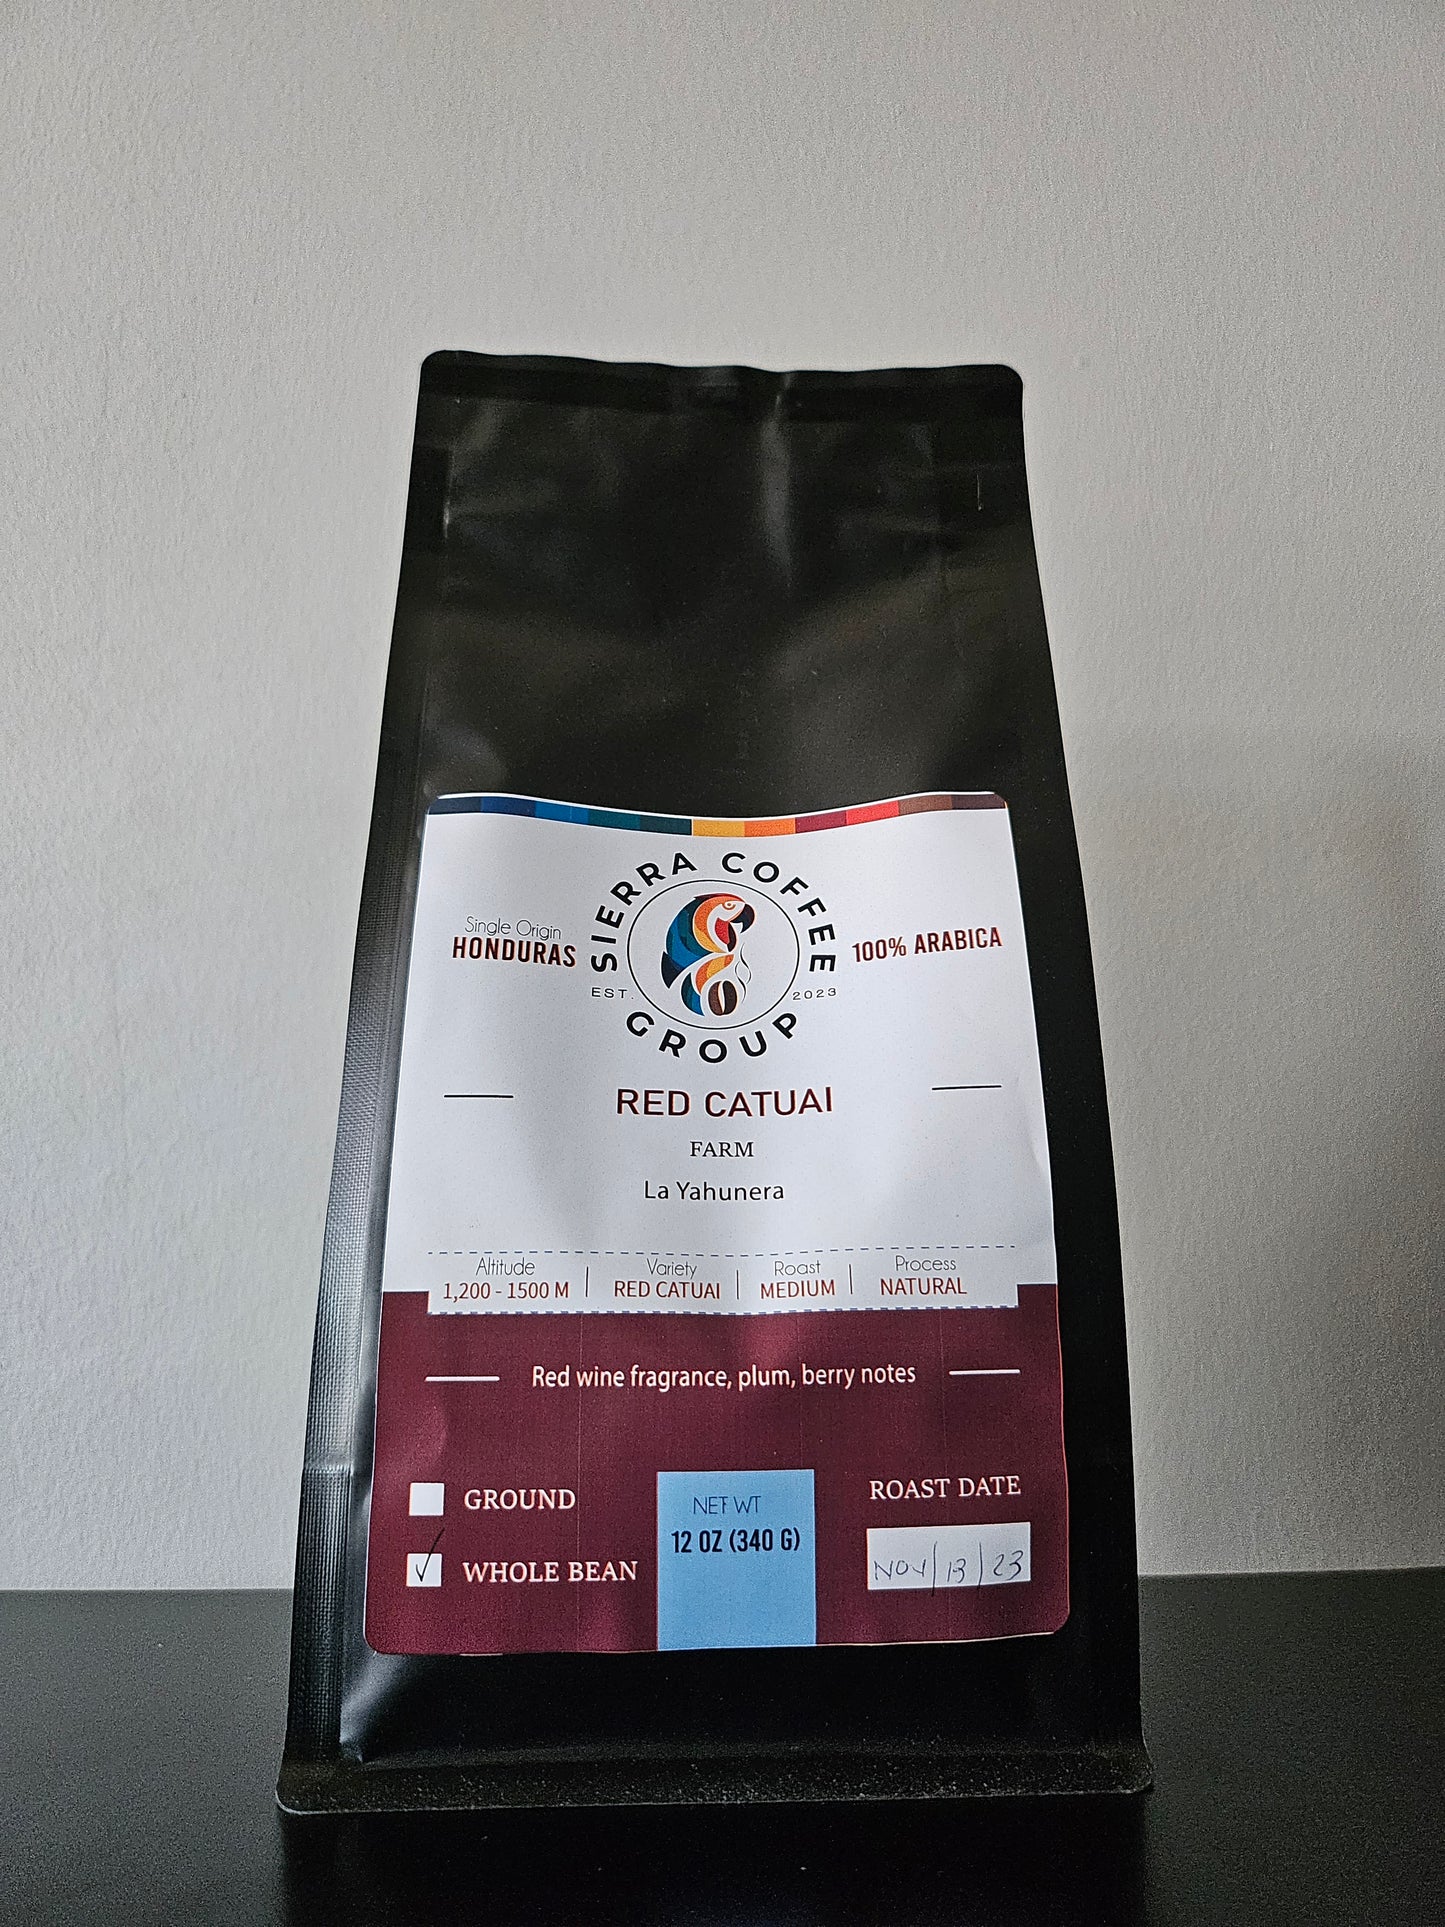 SIERRA COFFEE
GROUP
EST. 2023
Single Origin
HONDURAS
100% ARABICA
RED CATUAI
FARM
La Yahunera
Altitude
1,200 - 1500 M
Variety
RED CATUAI
Roast
MEDIUM
Process
NATURAL
Red wine fragrance, plum, berry notes
GROUND
WHOLE BEAN
NET WT
12 OZ (340 G)
ROAST DATE
NOV/13/23